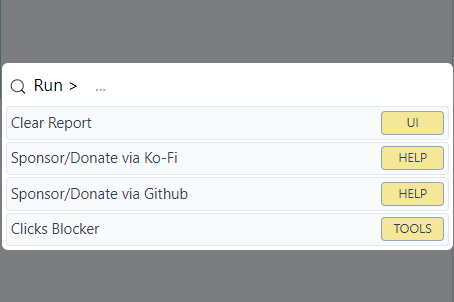 Run > ...
Clear Report UI
Sponsor/Donate via Ko-Fi HELP
Sponsor/Donate via Github HELP
Clicks Blocker TOOLS